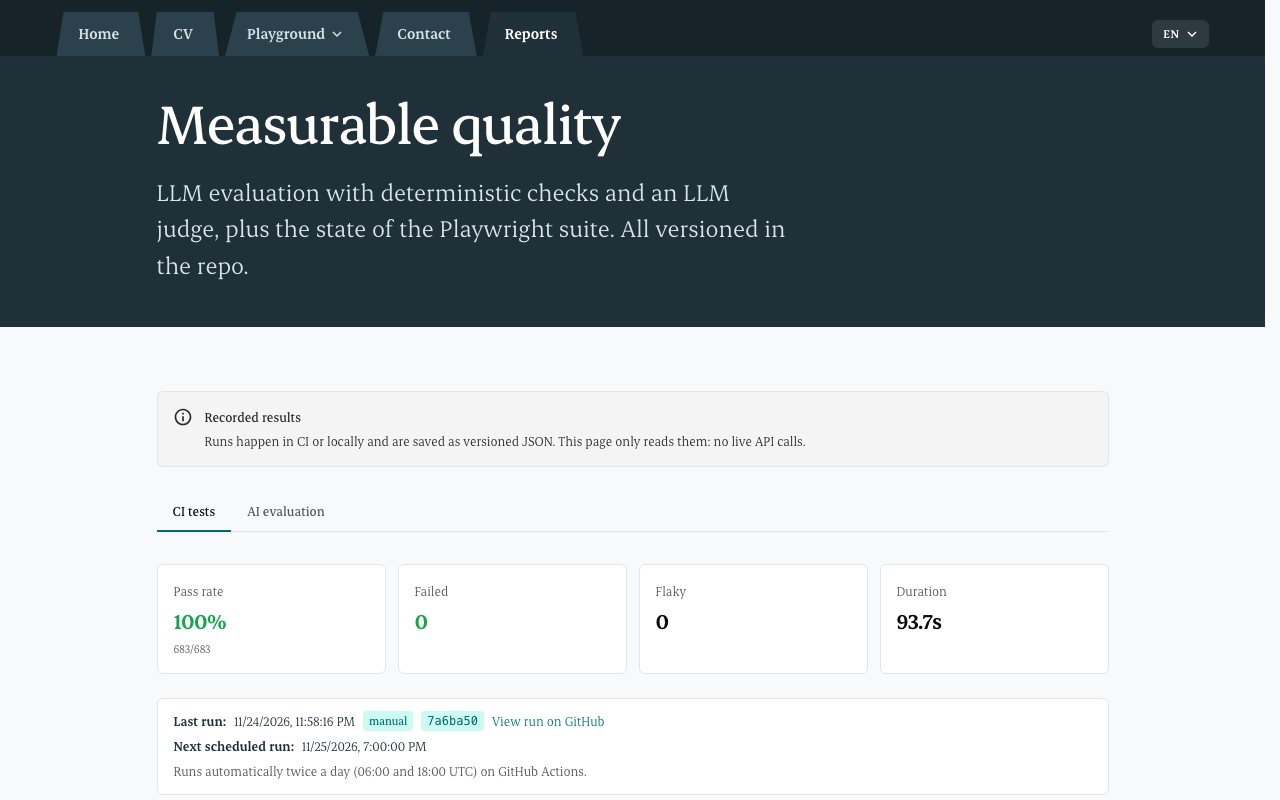 Home CV Playground Contact Reports EN
Measurable quality
LLM evaluation with deterministic checks and an LLM
judge, plus the state of the Playwright suite. All versioned in
the repo.
Recorded results
Runs happen in CI or locally and are saved as versioned JSON. This page only reads them: no live API calls.
CI tests AI evaluation
Pass rate
100%
683/683
Failed
0
Flaky
0
Duration
93.7s
Last run: 11/24/2026, 11:58:16 PM manual 7a6ba50 View run on GitHub
Next scheduled run: 11/25/2026, 7:00:00 PM
Runs automatically twice a day (06:00 and 18:00 UTC) on GitHub Actions.